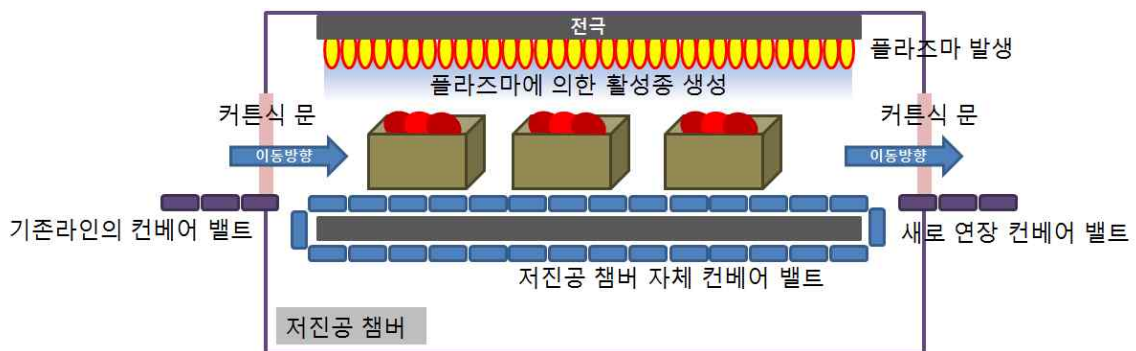 전극
플라즈마 발생
플라즈마에 의한 활성종 생성
커튼식 문
커튼식 문
이동방향
이동방향
기존라인의 컨베어 밸트
새로 연장 컨베어 밸트
저진공 챔버 자체 컨베어 밸트
저진공 챔버